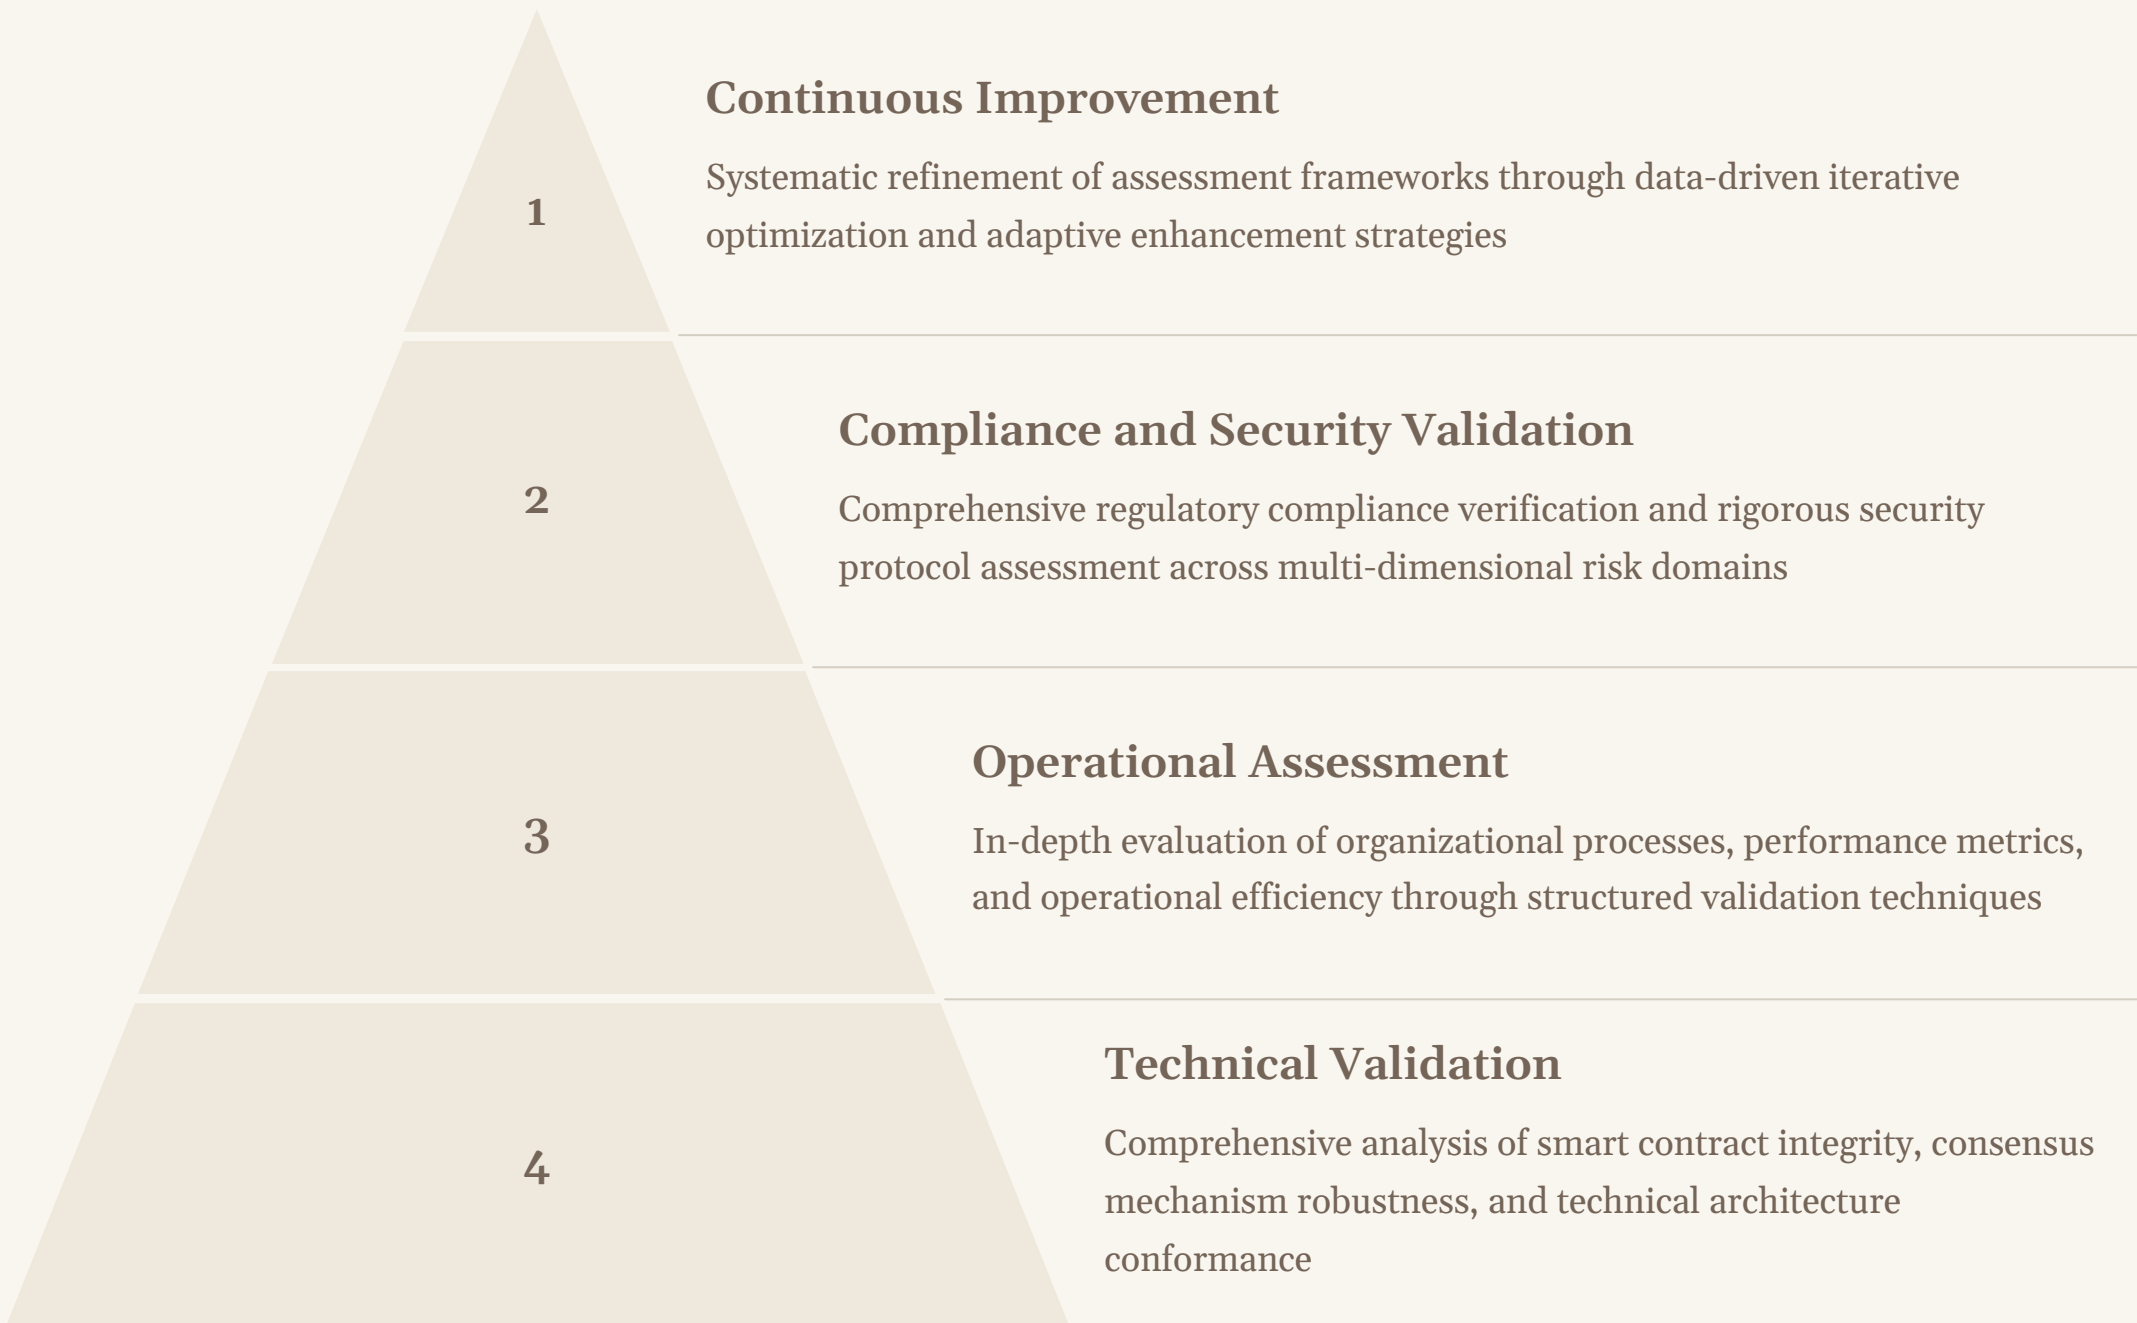 Continuous Improvement
1
Systematic refinement of assessment frameworks through data-driven iterative
optimization and adaptive enhancement strategies
Compliance and Security Validation
2
Comprehensive regulatory compliance verification and rigorous security
protocol assessment across multi-dimensional risk domains
Operational Assessment
3
In-depth evaluation of organizational processes, performance metrics,
and operational efficiency through structured validation techniques
Technical Validation
4
Comprehensive analysis of smart contract integrity, consensus
mechanism robustness, and technical architecture
conformance